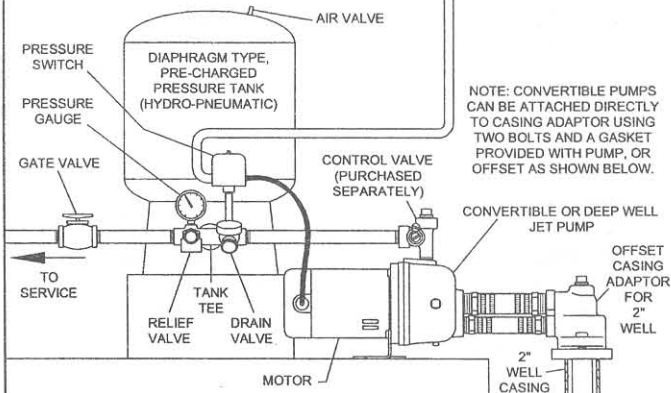 AIR VALVE
PRESSURE
SWITCH
DIAPHRAGM TYPE,
PRE-CHARGED
PRESSURE TANK
(HYDRO-PNEUMATIC)
PRESSURE
GAUGE
GATE VALVE
NOTE: CONVERTIBLE PUMPS
CAN BE ATTACHED DIRECTLY
TO CASING ADAPTOR USING
TWO BOLTS AND A GASKET
PROVIDED WITH PUMP, OR
OFFSET AS SHOWN BELOW.
CONTROL VALVE
(PURCHASED
SEPARATELY)
CONVERTIBLE OR DEEP WELL
JET PUMP
OFFSET
CASING
ADAPTOR
FOR
2"
WELL
TO
SERVICE
TANK
TEE
RELIEF
VALVE
DRAIN
VALVE
MOTOR
2"
WELL
CASING